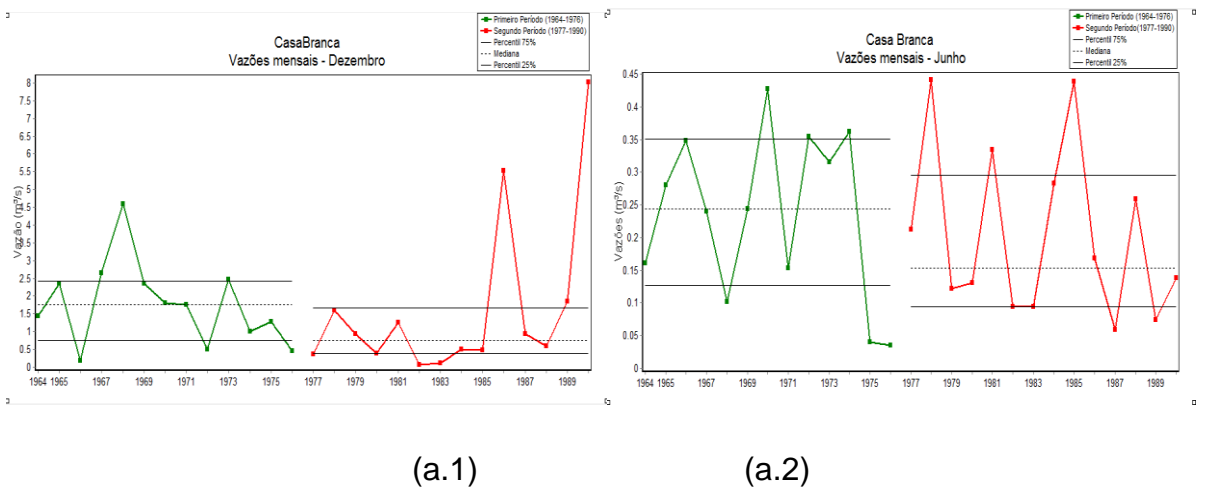 CasaBranca
Vazões mensais - Dezembro
Primeiro Período (1964-1976)
Segundo Período (1977-1990)
Percentil 75%
Mediana
Percentil 25%
Vazão (m³/s)
8
7.5
7
6.5
6
5.5
5
4.5
4
3.5
3
2.5
2
1.5
1
0.5
0
1964 1965 1967 1969 1971 1973 1975 1977 1979 1981 1983 1985 1987 1989
(a.1)
Casa Branca
Vazões mensais - Junho
Primeiro Período (1964-1976)
Segundo Período(1977-1990)
Percentil 75%
Mediana
Percentil 25%
Vazões (m³/s)
0.45
0.4
0.35
0.3
0.25
0.2
0.15
0.1
0.05
0
1964 1965 1967 1969 1971 1973 1975 1977 1979 1981 1983 1985 1987 1989
(a.2)